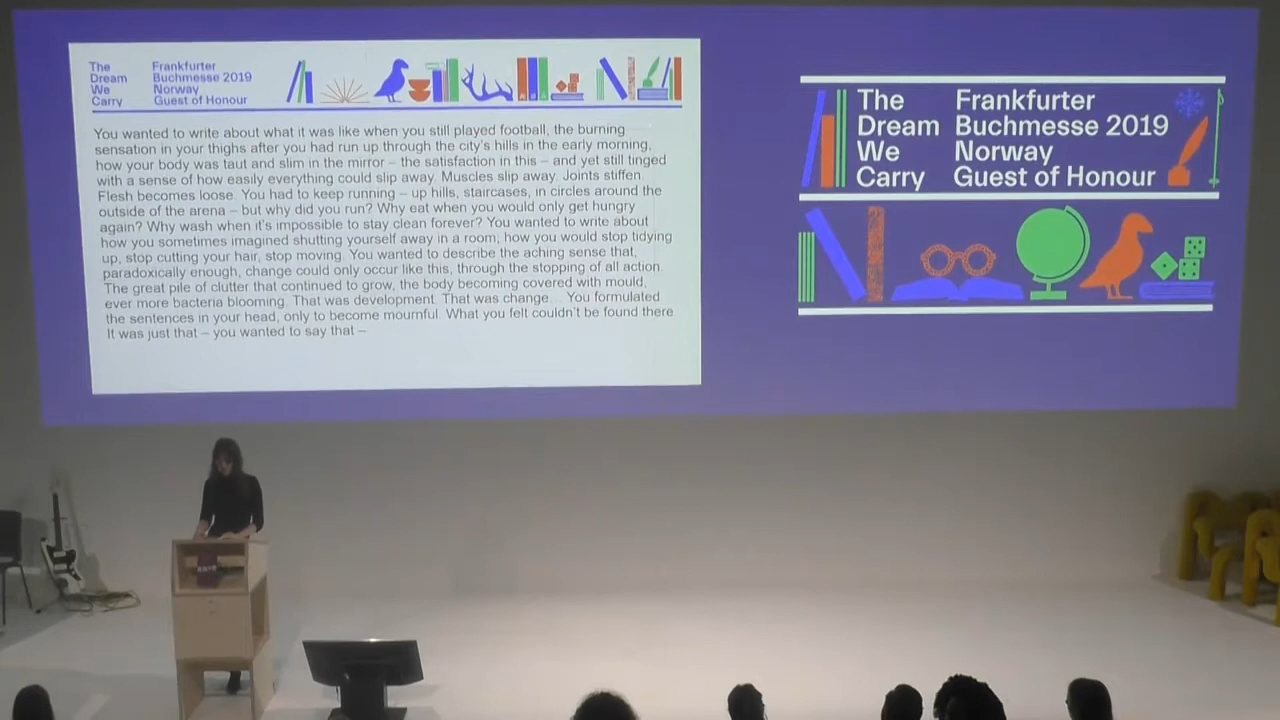 The Frankfurter
Dream Buchmesse 2019
We Norway
Carry Guest of Honour
You wanted to write about what it was like when you still played football, the burning
sensation in your thighs after you had run up through the city's hills in the early morning,
how your body was taut and slim in the mirror – the satisfaction in this – and yet still tinged
with a sense of how easily everything could slip away. Muscles slip away. Joints stiffen.
Flesh becomes loose. You had to keep running – up hills, staircases, in circles around the
outside of the arena – but why did you run? Why eat when you would only get hungry
again? Why wash when it's impossible to stay clean forever? You wanted to write about
how you sometimes imagined shutting yourself away in a room, how you would stop tidying
up, stop cutting your hair, stop moving. You wanted to describe the aching sense that,
paradoxically enough, change could only occur like this, through the stopping of all action.
The great pile of clutter that continued to grow, the body becoming covered with mould,
ever more bacteria blooming. That was development. That was change… You formulated
the sentences in your head, only to become mournful. What you felt couldn't be found there.
It was just that – you wanted to say that –
The Frankfurter
Dream Buchmesse 2019
We Norway
Carry Guest of Honour